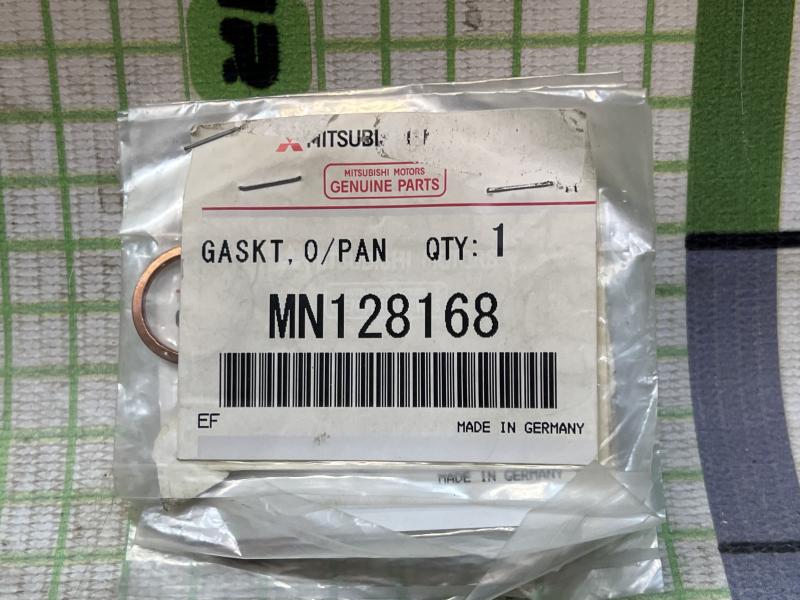 MITSUBI
MITSUBISHI MOTORS
GENUINE PARTS
GASKT, O/PAN QTY: 1
MN128168
EF
MADE IN GERMANY
MADE IN GERMANY